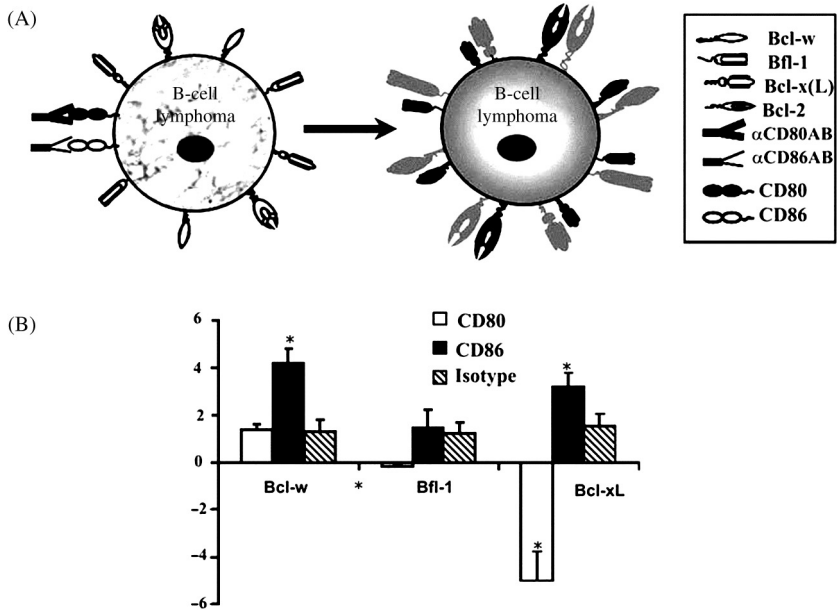 (A)
B-cell
lymphoma
B-cell
lymphoma
Bcl-w
Bfl-1
Bcl-x(L)
Bcl-2
αCD80AB
αCD86AB
CD80
CD86
(B)
6
4
2
0
−2
−4
−6
CD80
CD86
Isotype
*
*
*
*
Bcl-w
Bfl-1
Bcl-xL